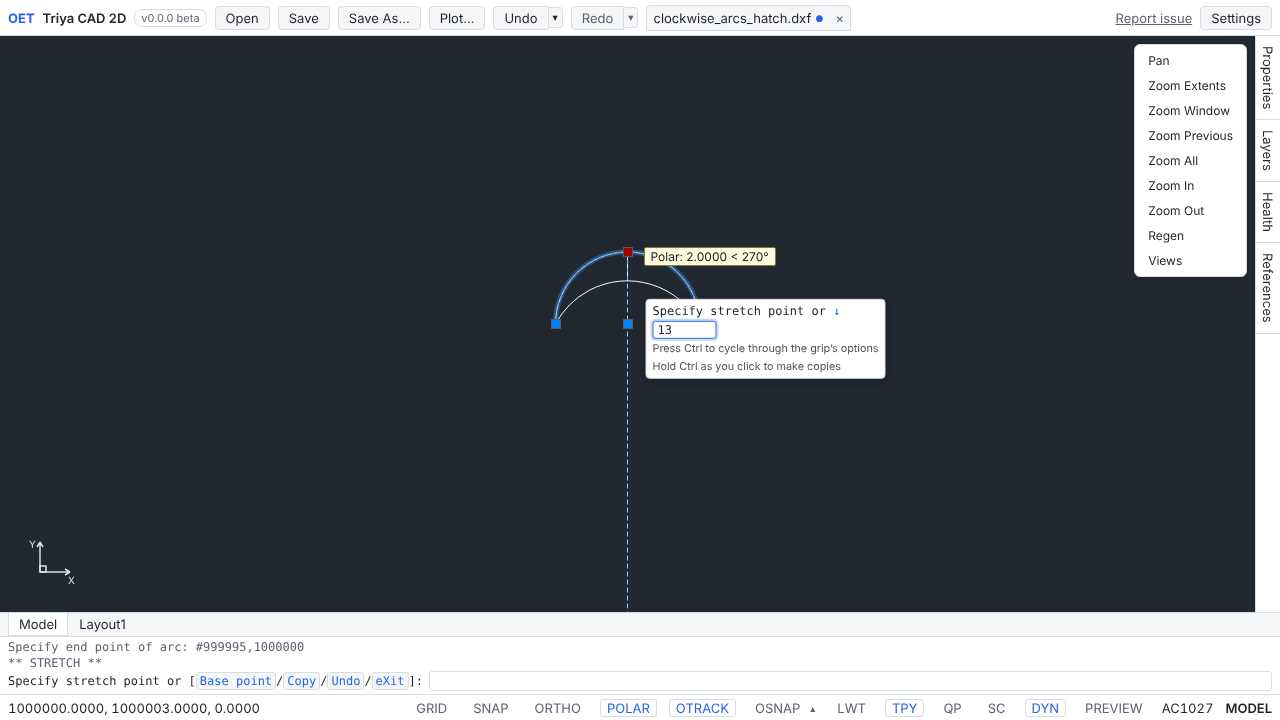 OET Triya CAD 2D v0.0.0 beta Open Save Save As... Plot... Undo ▾ Redo ▾ clockwise_arcs_hatch.dxf × Report issue Settings
Pan
Zoom Extents
Zoom Window
Zoom Previous
Zoom All
Zoom In
Zoom Out
Regen
Views
Properties
Layers
Health
References
Polar: 2.0000 < 270°
Specify stretch point or ↓
13
Press Ctrl to cycle through the grip's options
Hold Ctrl as you click to make copies
Y
X
Model Layout1
Specify end point of arc: #999995,1000000
** STRETCH **
Specify stretch point or [Base point/Copy/Undo/eXit]:
1000000.0000, 1000003.0000, 0.0000 GRID SNAP ORTHO POLAR OTRACK OSNAP ▴ LWT TPY QP SC DYN PREVIEW AC1027 MODEL